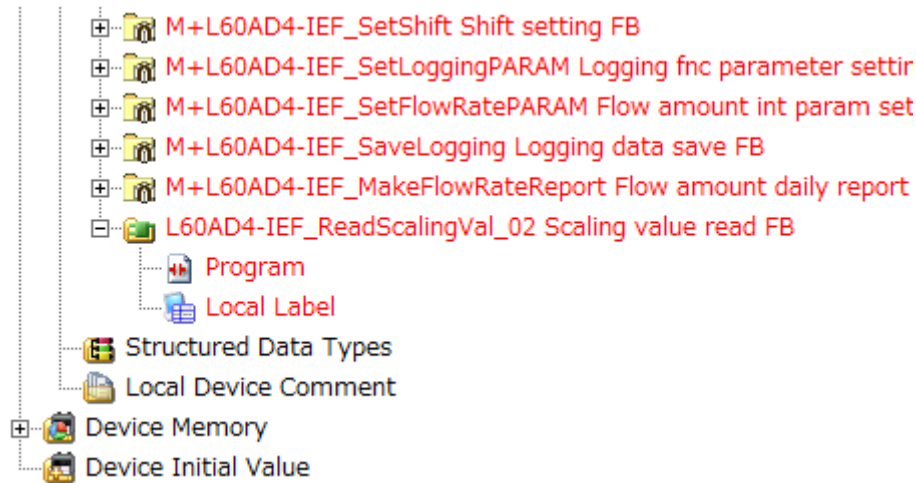 M+L60AD4-IEF_SetShift Shift setting FB
M+L60AD4-IEF_SetLoggingPARAM Logging fnc parameter settin
M+L60AD4-IEF_SetFlowRatePARAM Flow amount int param set
M+L60AD4-IEF_SaveLogging Logging data save FB
M+L60AD4-IEF_MakeFlowRateReport Flow amount daily report
L60AD4-IEF_ReadScalingVal_02 Scaling value read FB
Program
Local Label
Structured Data Types
Local Device Comment
Device Memory
Device Initial Value